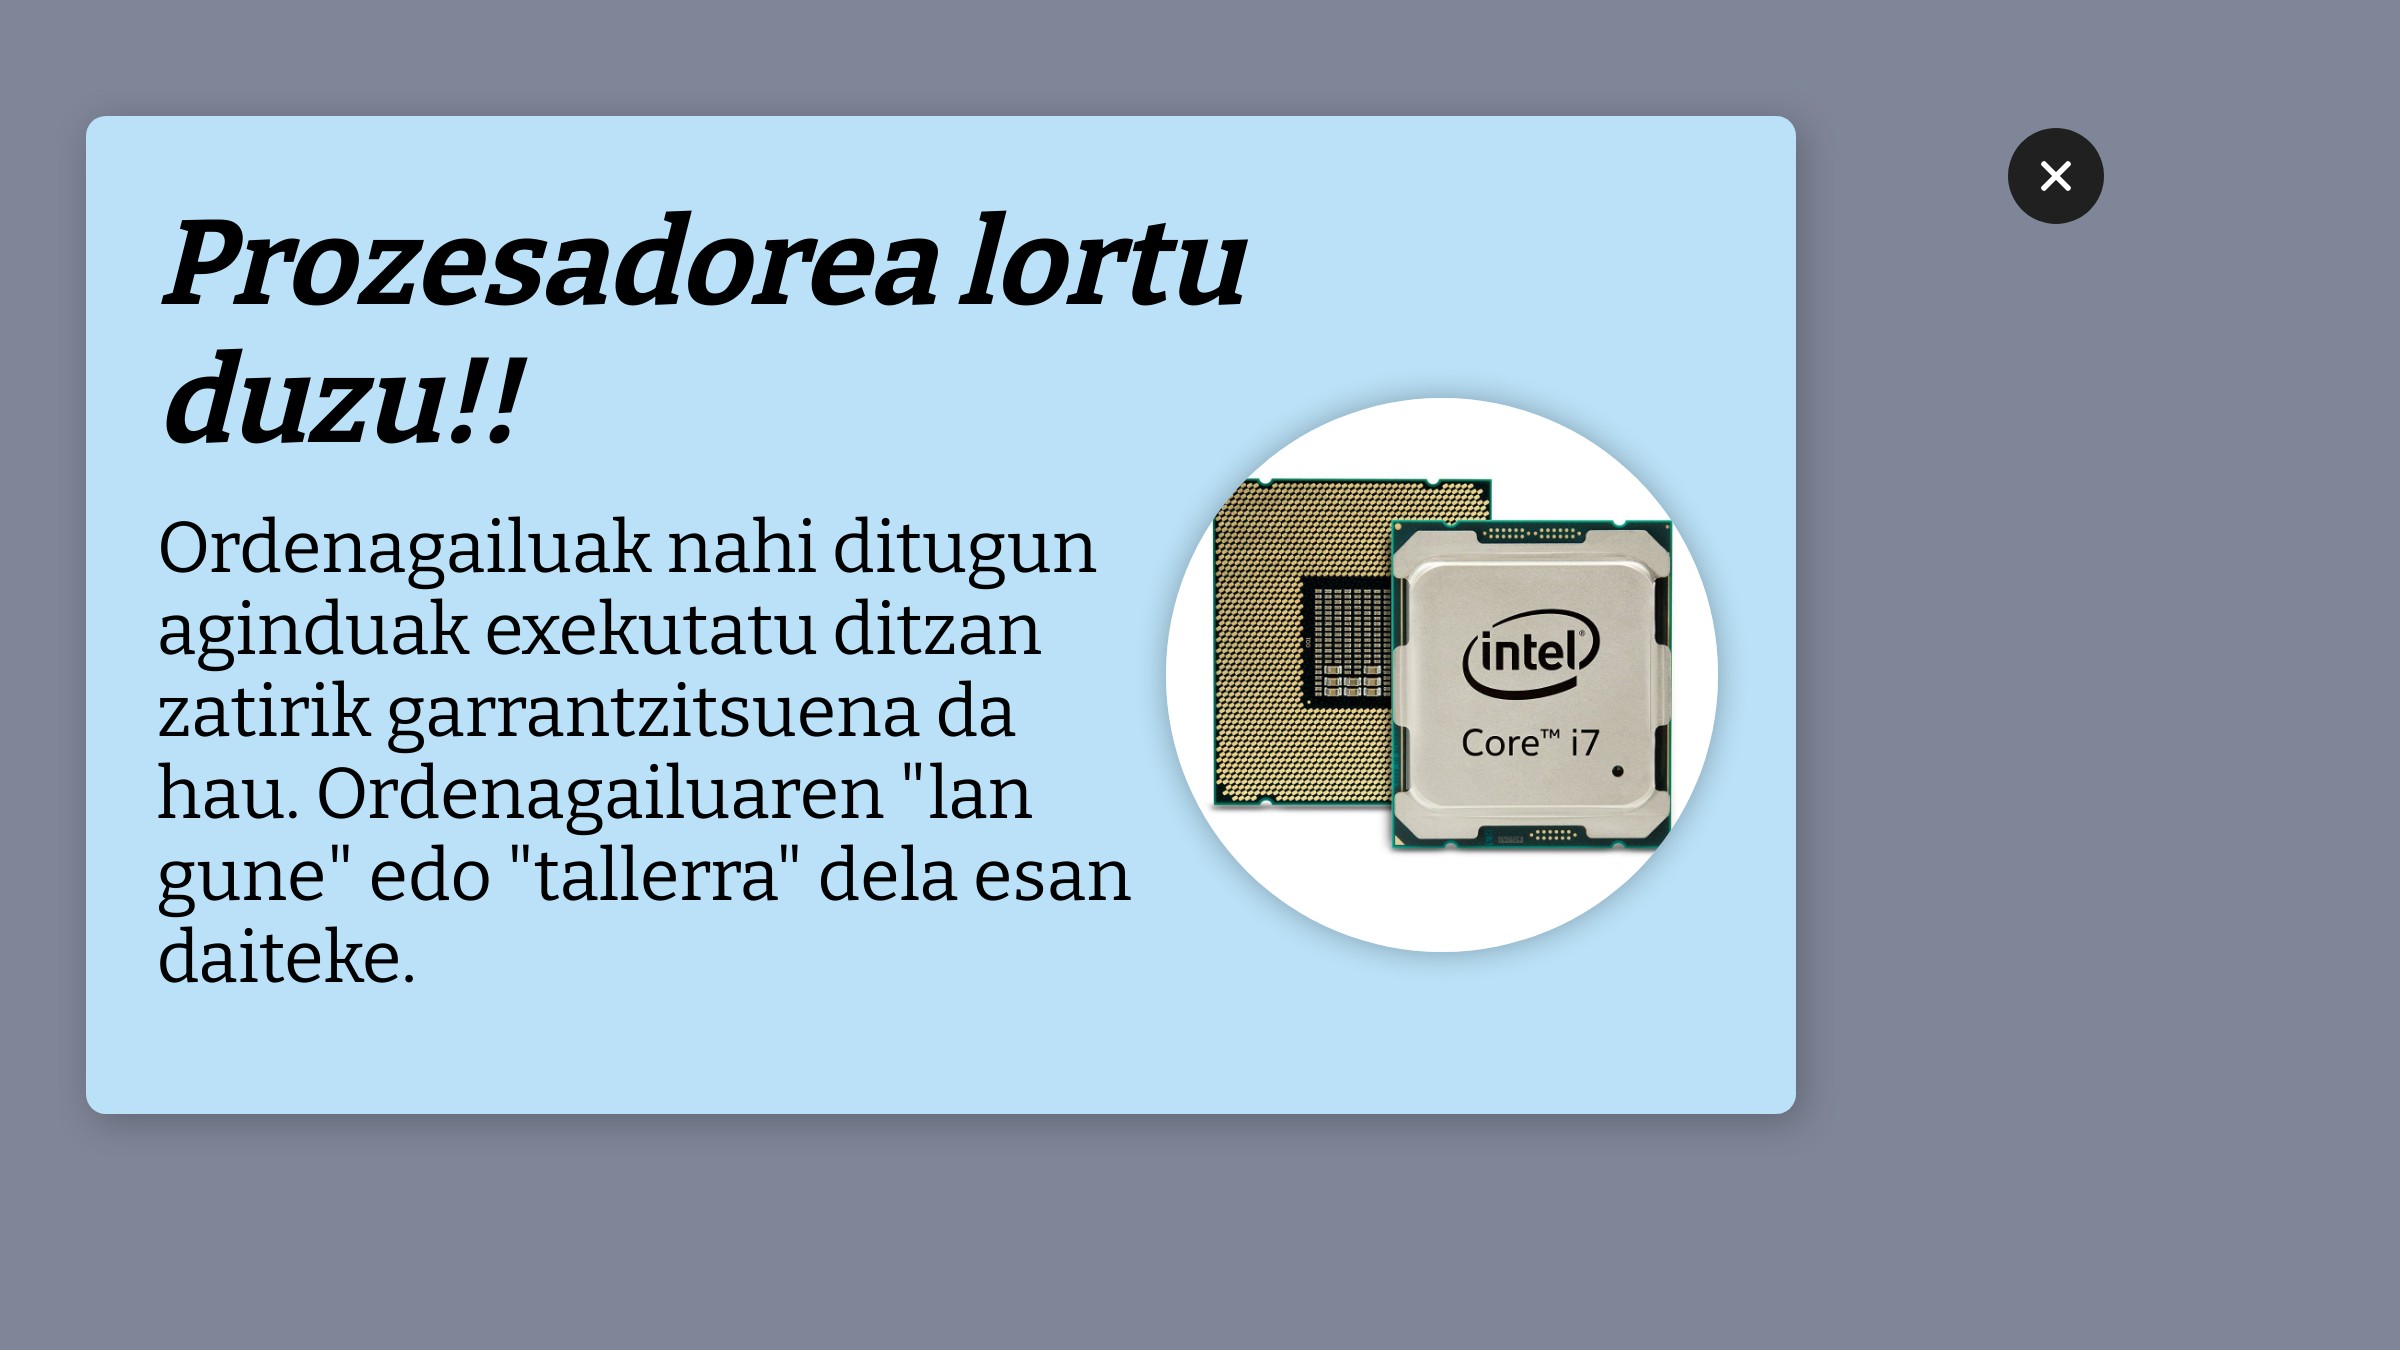 Prozesadorea lortu
duzu!!
Ordenagailuak nahi ditugun
aginduak exekutatu ditzan
zatirik garrantzitsuena da
hau. Ordenagailuaren "lan
gune" edo "tallerra" dela esan
daiteke.
intel®
Core™ i7